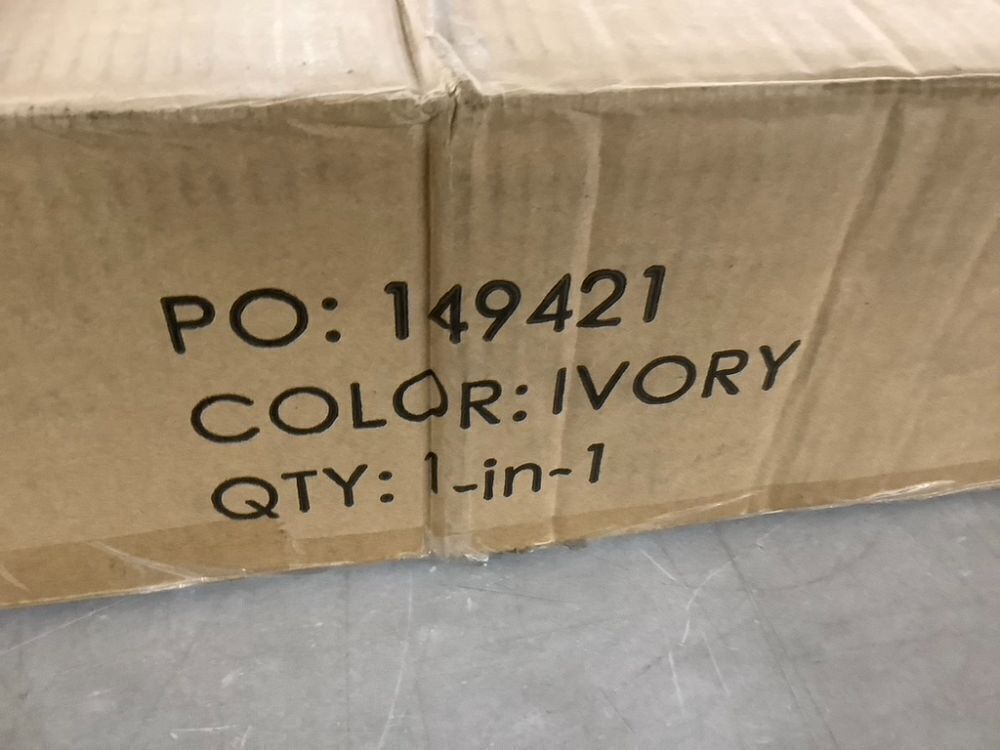 PO: 149421
COLOR: IVORY
QTY: 1-in-1